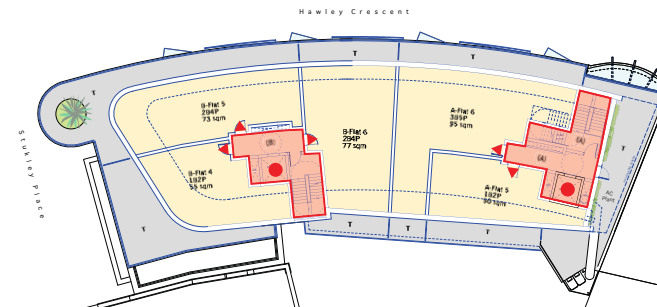 Hawley Crescent
T
T
T
B-Flat 5
2B4P
73 sqm
A-Flat 6
3B5P
95 sqm
B-Flat 6
2B4P
77 sqm
(B)
(A)
(A)
T
B-Flat 4
1B2P
55 sqm
A-Flat 5
1B2P
50 sqm
AC
Plant
T
T
T
T
Stukley Place